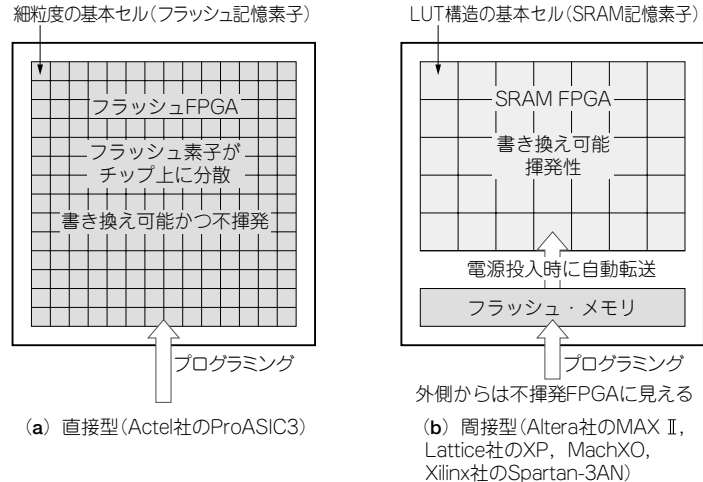 細粒度の基本セル(フラッシュ記憶素子)
フラッシュFPGA
フラッシュ素子が
チップ上に分散
書き換え可能かつ不揮発
プログラミング
(a) 直接型(Actel社のProASIC3)
LUT構造の基本セル(SRAM記憶素子)
SRAM FPGA
書き換え可能
揮発性
電源投入時に自動転送
フラッシュ・メモリ
プログラミング
外側からは不揮発FPGAに見える
(b) 間接型(Altera社のMAX Ⅱ,
Lattice社のXP, MachXO,
Xilinx社のSpartan-3AN)